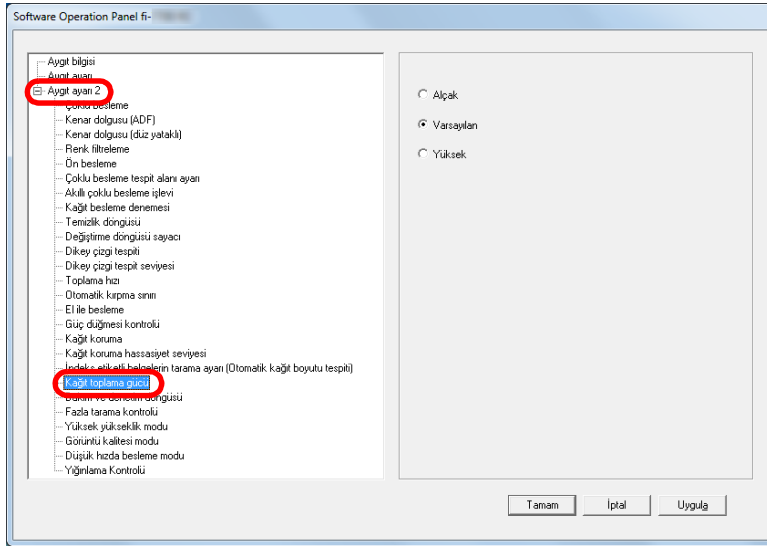 Software Operation Panel fi-
Aygıt bilgisi
Aygıt ayarı
Aygıt ayarı 2
Çoklu besleme
Kenar dolgusu (ADF)
Kenar dolgusu (düz yataklı)
Renk filtreleme
Ön besleme
Çoklu besleme tespit alanı ayarı
Akıllı çoklu besleme işlevi
Kağıt besleme denemesi
Temizlik döngüsü
Değiştirme döngüsü sayacı
Dikey çizgi tespiti
Dikey çizgi tespit seviyesi
Toplama hızı
Otomatik kırpma sınırı
El ile besleme
Güç düğmesi kontrolü
Kağıt koruma
Kağıt koruma hassasiyet seviyesi
İndeks etiketli belgelerin tarama ayarı (Otomatik kağıt boyutu tespiti)
Kağıt toplama gücü
Bakım ve denetim döngüsü
Fazla tarama kontrolü
Yüksek yükseklik modu
Görüntü kalitesi modu
Düşük hızda besleme modu
Yığınlama Kontrolü
Alçak
Varsayılan
Yüksek
Tamam
İptal
Uygula